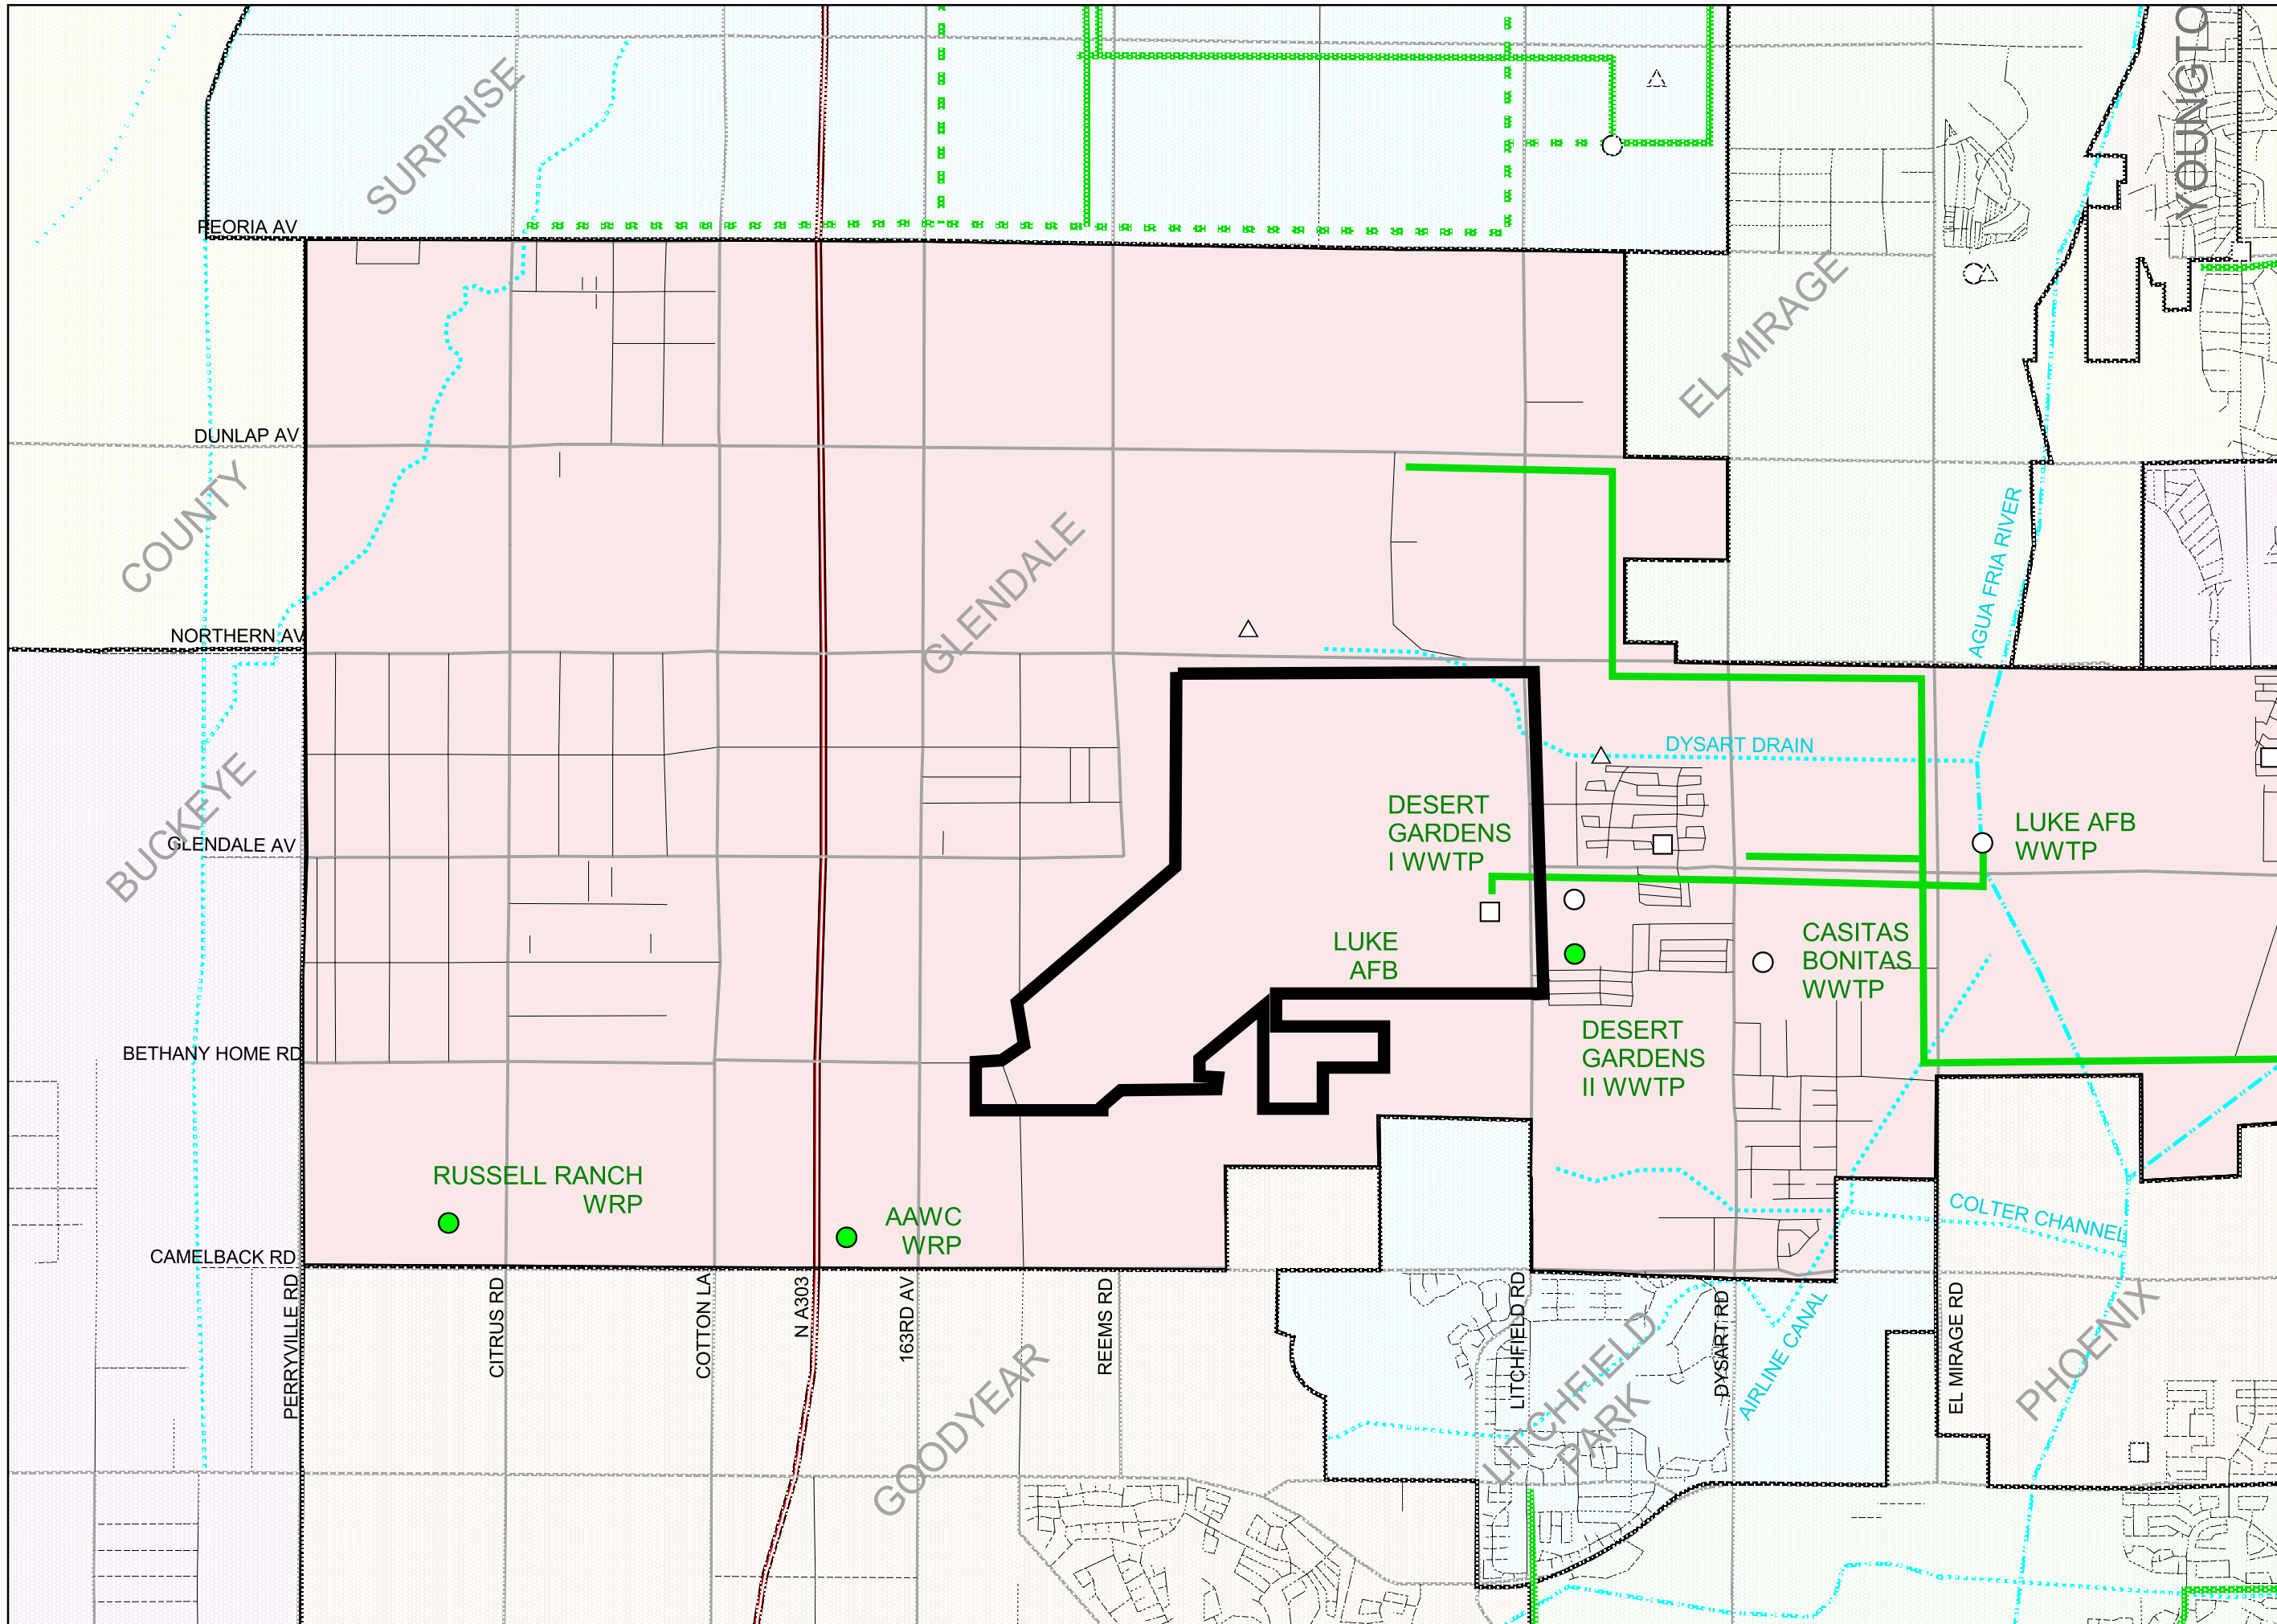 YOUNGTO
SURPRISE
PEORIA AV
EL MIRAGE
DUNLAP AV
COUNTY
GLENDALE
AGUA FRIA RIVER
NORTHERN AV
DYSART DRAIN
BUCKEYE
GLENDALE AV
DESERT
GARDENS
I WWTP
LUKE AFB
WWTP
LUKE
AFB
CASITAS
BONITAS
WWTP
DESERT
GARDENS
II WWTP
BETHANY HOME RD
RUSSELL RANCH
WRP
AAWC
WRP
COLTER CHANNEL
CAMELBACK RD
PERRYVILLE RD
CITRUS RD
COTTON LA
N A303
163RD AV
REEMS RD
LITCHFIELD RD
DYSART RD
AIRLINE CANAL
EL MIRAGE RD
GOODYEAR
LITCHFIELD
PARK
PHOENIX